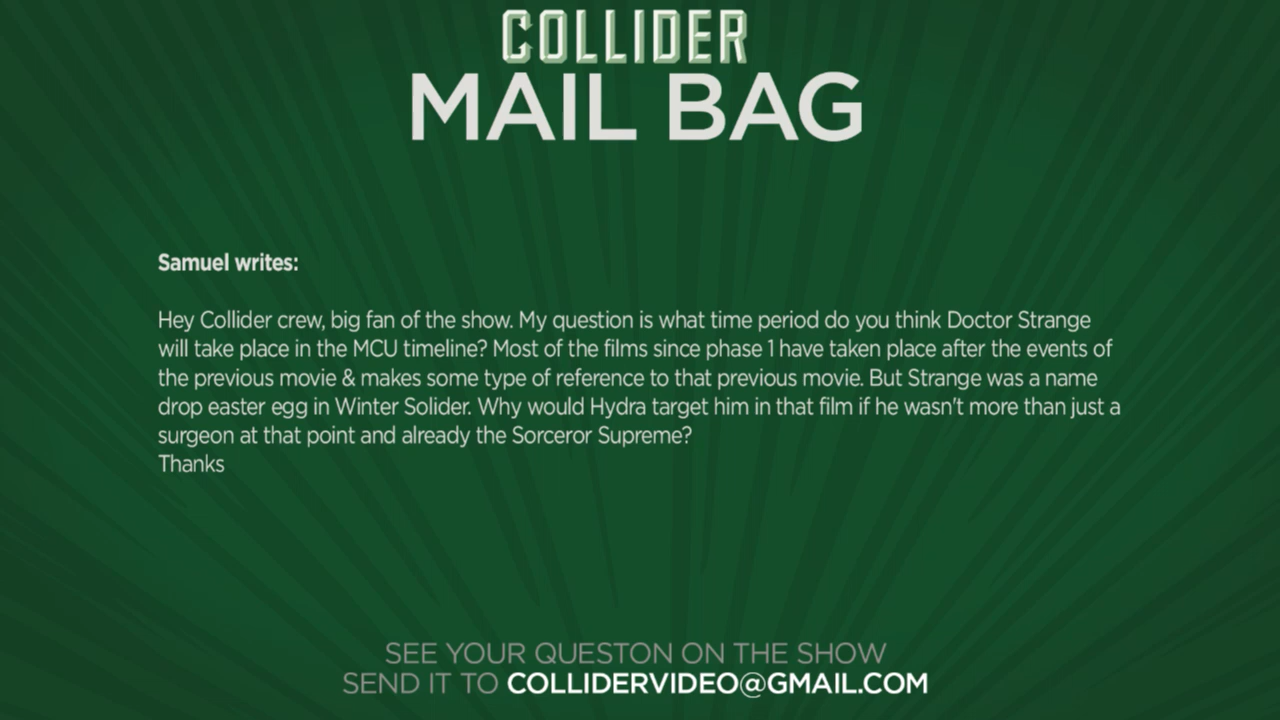 COLLIDER
MAIL BAG
Samuel writes:
Hey Collider crew, big fan of the show. My question is what time period do you think Doctor Strange
will take place in the MCU timeline? Most of the films since phase 1 have taken place after the events of
the previous movie & makes some type of reference to that previous movie. But Strange was a name
drop easter egg in Winter Solider. Why would Hydra target him in that film if he wasn't more than just a
surgeon at that point and already the Sorceror Supreme?
Thanks
SEE YOUR QUESTON ON THE SHOW
SEND IT TO COLLIDERVIDEO@GMAIL.COM